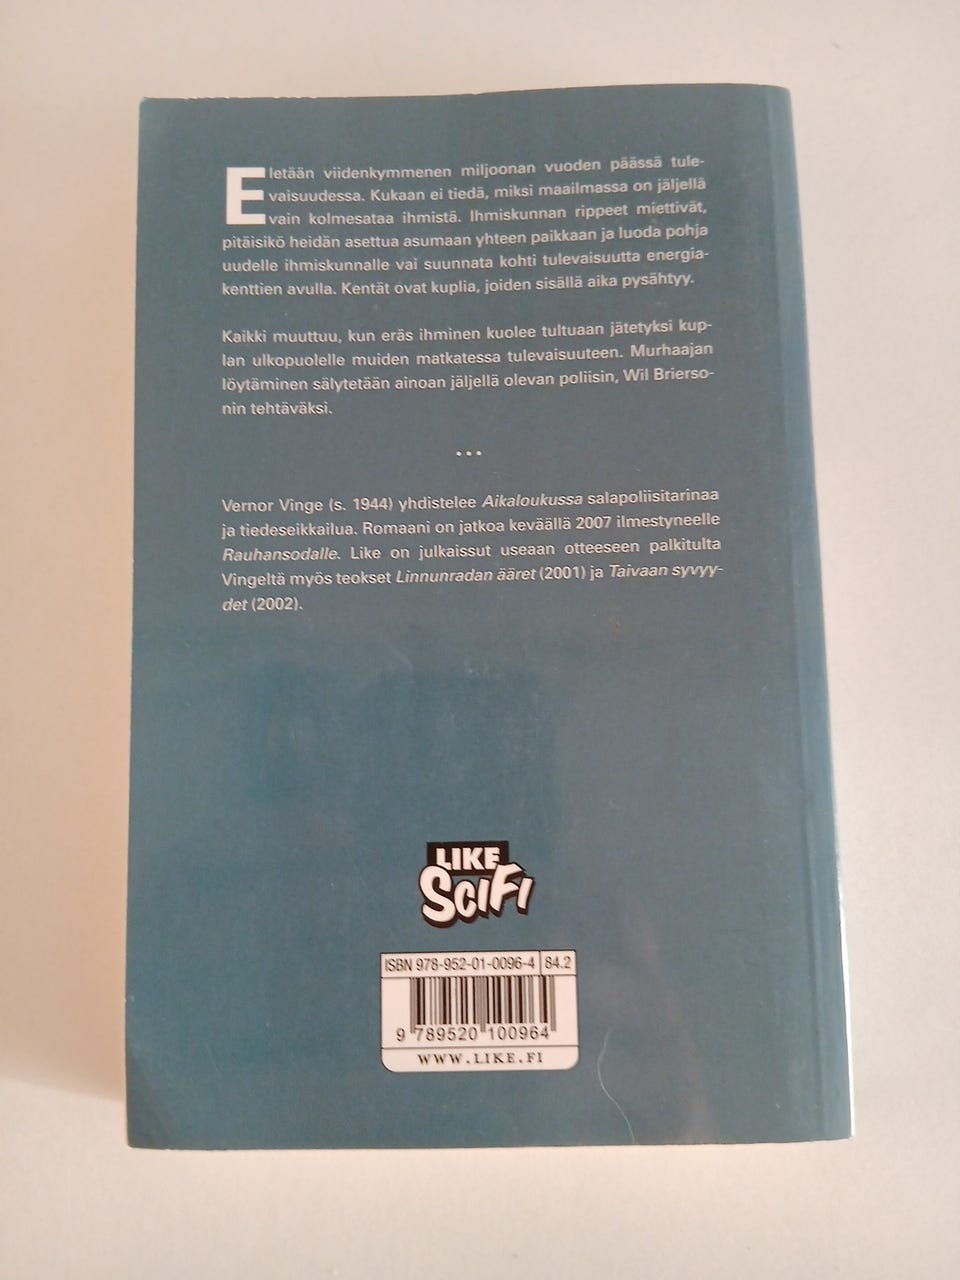 Eletään viidenkymmenen miljoonan vuoden päässä tule-
vaisuudessa. Kukaan ei tiedä, miksi maailmassa on jäljellä
vain kolmesataa ihmistä. Ihmiskunnan rippeet miettivät,
pitäisikö heidän asettua asumaan yhteen paikkaan ja luoda pohja
uudelle ihmiskunnalle vai suunnata kohti tulevaisuutta energia-
kenttien avulla. Kentät ovat kuplia, joiden sisällä aika pysähtyy.
Kaikki muuttuu, kun eräs ihminen kuolee tultuaan jätetyksi kup-
lan ulkopuolelle muiden matkatessa tulevaisuuteen. Murhaajan
löytäminen sälytetään ainoan jäljellä olevan poliisin, Wil Brierso-
nin tehtäväksi.
...
Vernor Vinge (s. 1944) yhdistelee Aikaloukussa salapoliisitarinaa
ja tiedeseikkailua. Romaani on jatkoa keväällä 2007 ilmestyneelle
Rauhansodalle. Like on julkaissut useaan otteeseen palkitulta
Vingeltä myös teokset Linnunradan ääret (2001) ja Taivaan syvyy-
det (2002).
LIKE
SCIFI
ISBN 978-952-01-0096-4 84.2
9 789520 100964
WWW.LIKE.FI